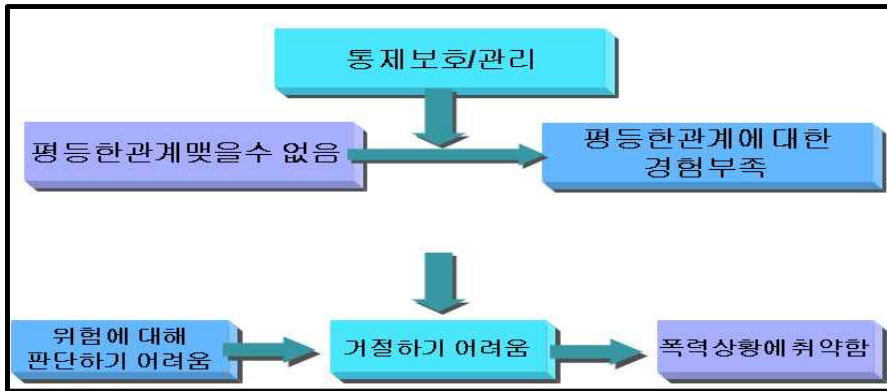 통제보호/관리
평등한관계맺을수 없음
평등한관계에 대한
경험부족
위험에 대해
판단하기 어려움
거절하기 어려움
폭력상황에 취약함